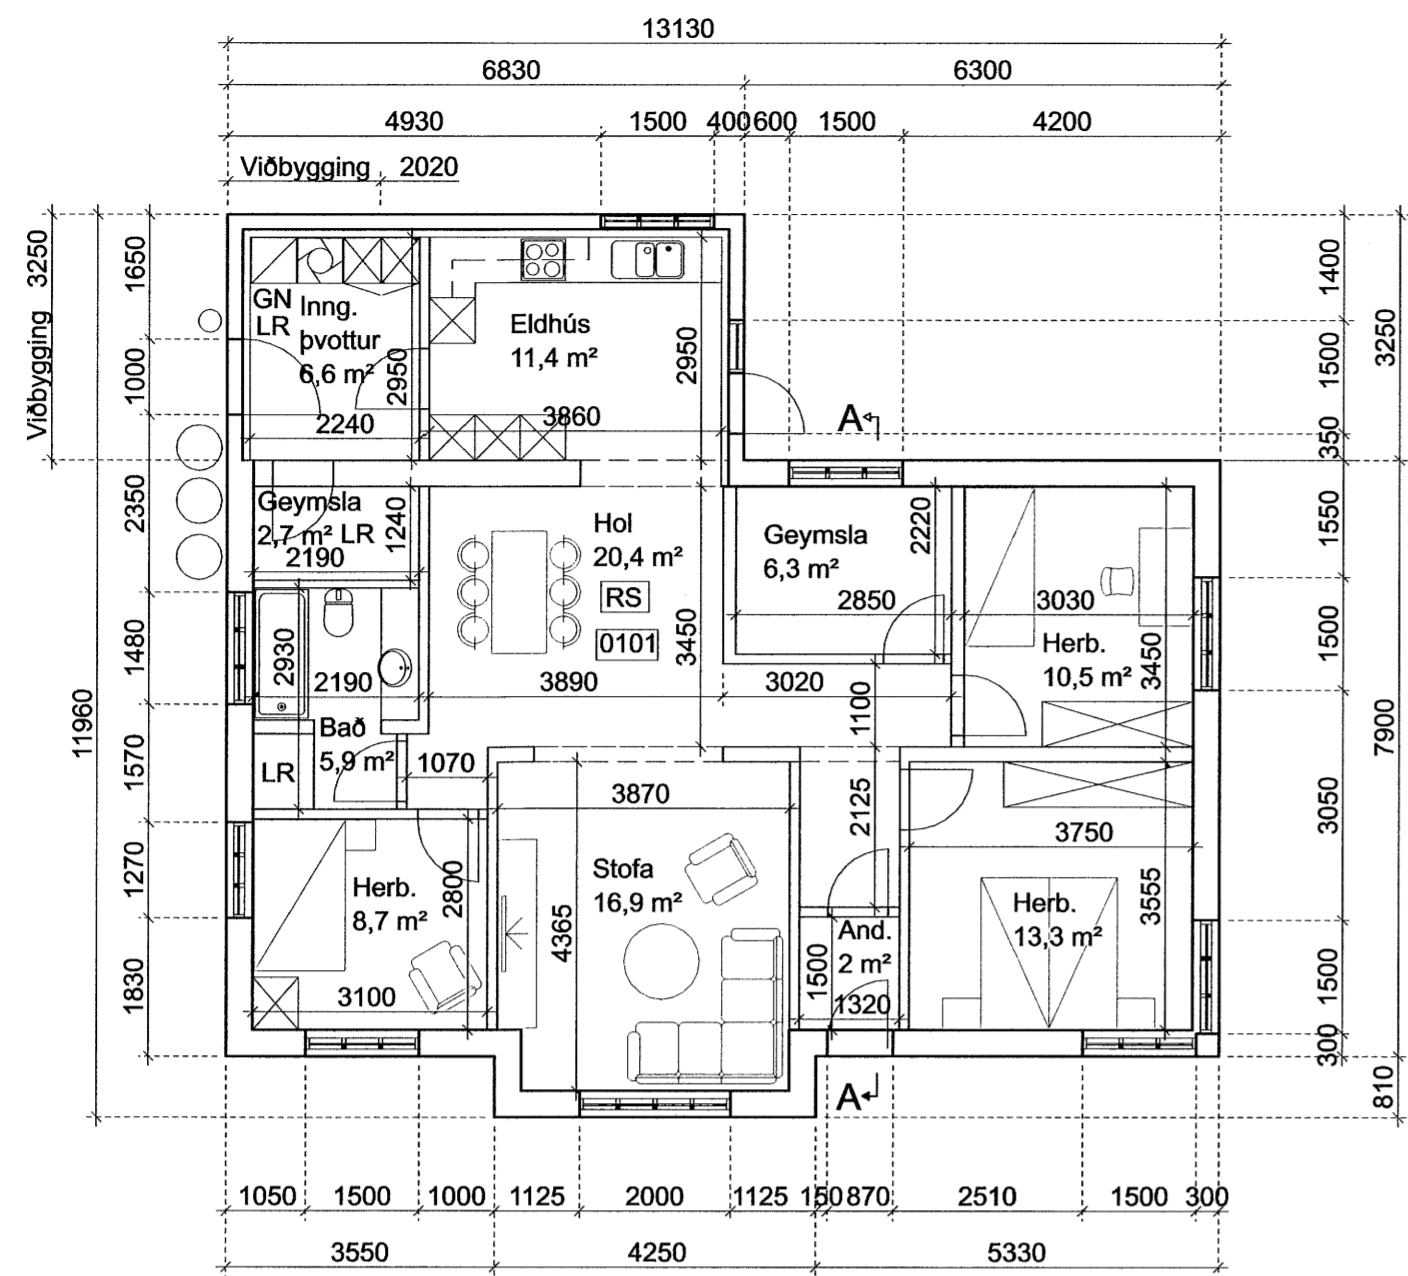 13130
6830 6300
4930 1500 400 600 1500 4200
Viðbygging 2020
Viðbygging 3250
11960
1650
1000
2350
1480
1570
1270
1830
1400
1500
350
1550
1500
3050
1500
300
3250
7900
810
GN
LR
Inng.
þvottur
6,6 m²
2950
2240
Eldhús
11,4 m²
2950
3860
A
Geymsla
2,7 m² LR
2190
1240
Hol
20,4 m²
RS
0101
3450
3890
Geymsla
6,3 m²
2220
2850
3030
Herb.
10,5 m²
3450
2930
2190
Bað
5,9 m²
LR
1070
3020
1100
2125
3870
Stofa
16,9 m²
4365
3750
3555
Herb.
13,3 m²
Herb.
8,7 m²
2800
3100
And.
2 m²
1500
1320
A
1050 1500 1000 1125 2000 1125 150 870 2510 1500 300
3550 4250 5330